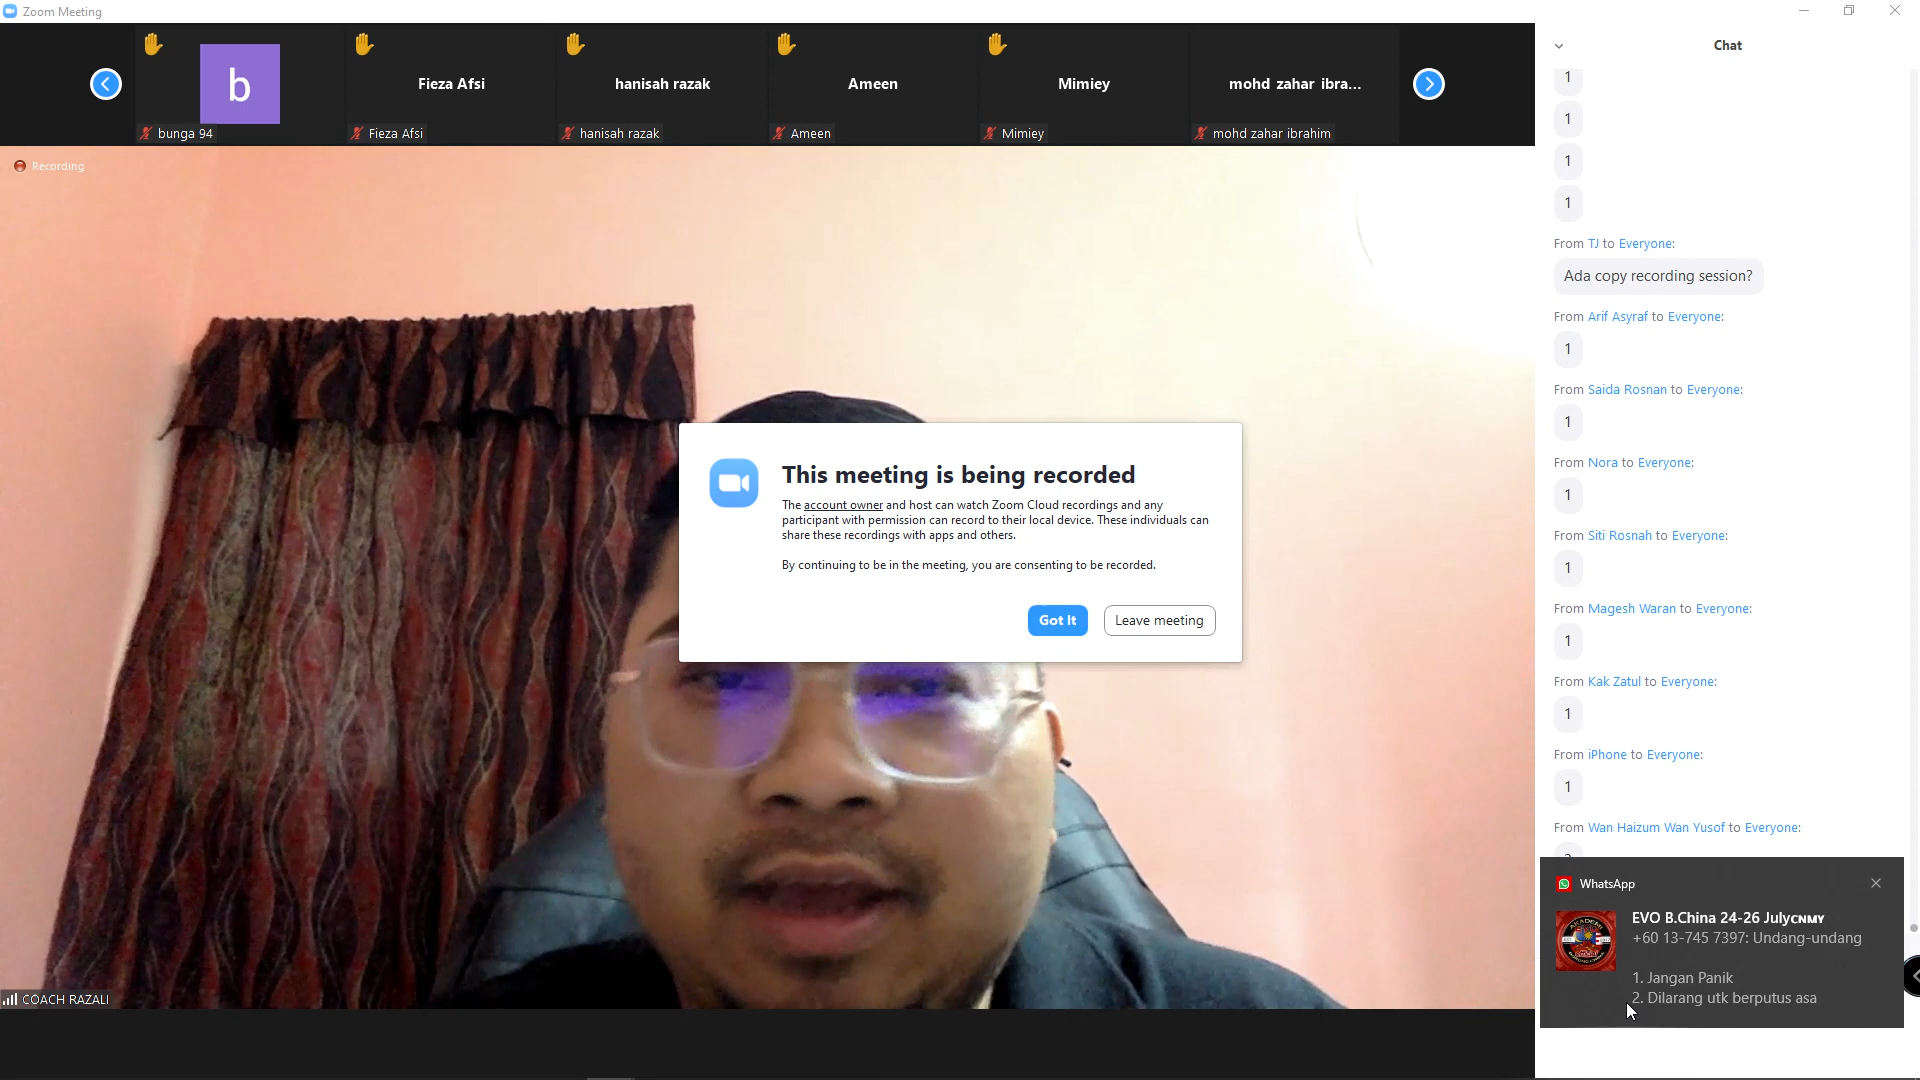 Zoom Meeting
b
bunga 94
Fieza Afsi
Fieza Afsi
hanisah razak
hanisah razak
Ameen
Ameen
Mimiey
Mimiey
mohd zahar ibra...
mohd zahar ibrahim
Recording
This meeting is being recorded
The account owner and host can watch Zoom Cloud recordings and any
participant with permission can record to their local device. These individuals can
share these recordings with apps and others.
By continuing to be in the meeting, you are consenting to be recorded.
Got it
Leave meeting
COACH RAZALI
Chat
1
1
1
1
From TJ to Everyone:
Ada copy recording session?
From Arif Asyraf to Everyone:
1
From Saida Rosnan to Everyone:
1
From Nora to Everyone:
1
From Siti Rosnah to Everyone:
1
From Magesh Waran to Everyone:
1
From Kak Zatul to Everyone:
1
From iPhone to Everyone:
1
From Wan Haizum Wan Yusof to Everyone:
WhatsApp
EVO B.China 24-26 JulyCNMY
+60 13-745 7397: Undang-undang
1. Jangan Panik
2. Dilarang utk berputus asa